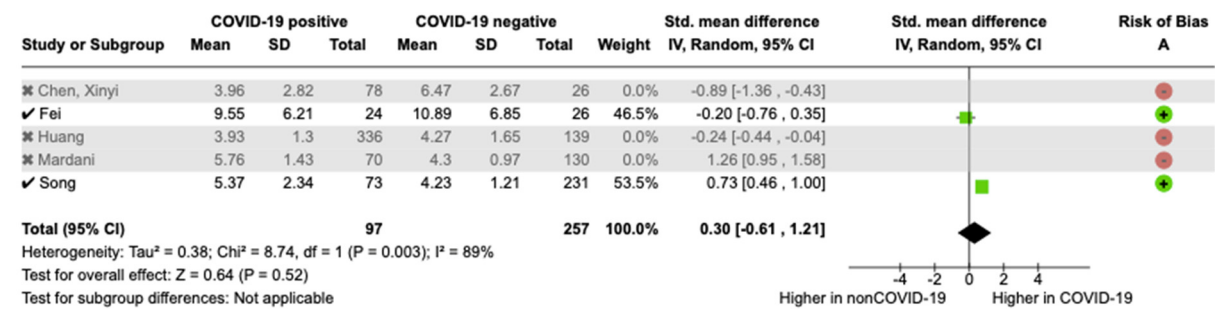 COVID-19 positive COVID-19 negative Std. mean difference Std. mean difference Risk of Bias
Study or Subgroup Mean SD Total Mean SD Total Weight IV, Random, 95% CI IV, Random, 95% CI A
✖ Chen, Xinyi 3.96 2.82 78 6.47 2.67 26 0.0% -0.89 [-1.36 , -0.43] -
✔ Fei 9.55 6.21 24 10.89 6.85 26 46.5% -0.20 [-0.76 , 0.35] +
✖ Huang 3.93 1.3 336 4.27 1.65 139 0.0% -0.24 [-0.44 , -0.04] -
✖ Mardani 5.76 1.43 70 4.3 0.97 130 0.0% 1.26 [0.95 , 1.58] -
✔ Song 5.37 2.34 73 4.23 1.21 231 53.5% 0.73 [0.46 , 1.00] +
Total (95% CI) 97 257 100.0% 0.30 [-0.61 , 1.21]
Heterogeneity: Tau² = 0.38; Chi² = 8.74, df = 1 (P = 0.003); I² = 89%
Test for overall effect: Z = 0.64 (P = 0.52)
-4 -2 0 2 4
Test for subgroup differences: Not applicable Higher in nonCOVID-19 Higher in COVID-19